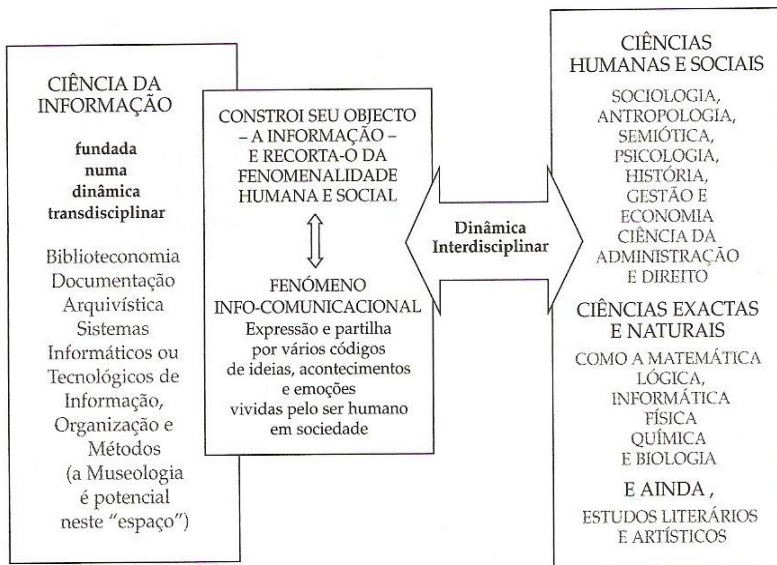 CIÊNCIA DA
INFORMAÇÃO
fundada
numa
dinâmica
transdisciplinar
Biblioteconomia
Documentação
Arquivística
Sistemas
Informáticos ou
Tecnológicos de
Informação,
Organização e
Métodos
(a Museologia
é potencial
neste “espaço”)
CONSTROI SEU OBJECTO
– A INFORMAÇÃO –
E RECORTA-O DA
FENOMENALIDADE
HUMANA E SOCIAL
FENÓMENO
INFO-COMUNICACIONAL
Expressão e partilha
por vários códigos
de ideias, acontecimentos
e emoções
vividas pelo ser humano
em sociedade
Dinâmica
Interdisciplinar
CIÊNCIAS
HUMANAS E SOCIAIS
SOCIOLOGIA,
ANTROPOLOGIA,
SEMIÓTICA,
PSICOLOGIA,
HISTÓRIA,
GESTÃO E
ECONOMIA
CIÊNCIA DA
ADMINISTRAÇÃO
E DIREITO
CIÊNCIAS EXACTAS
E NATURAIS
COMO A MATEMÁTICA
LÓGICA,
INFORMÁTICA
FÍSICA
QUÍMICA
E BIOLOGIA
E AINDA ,
ESTUDOS LITERÁRIOS
E ARTÍSTICOS